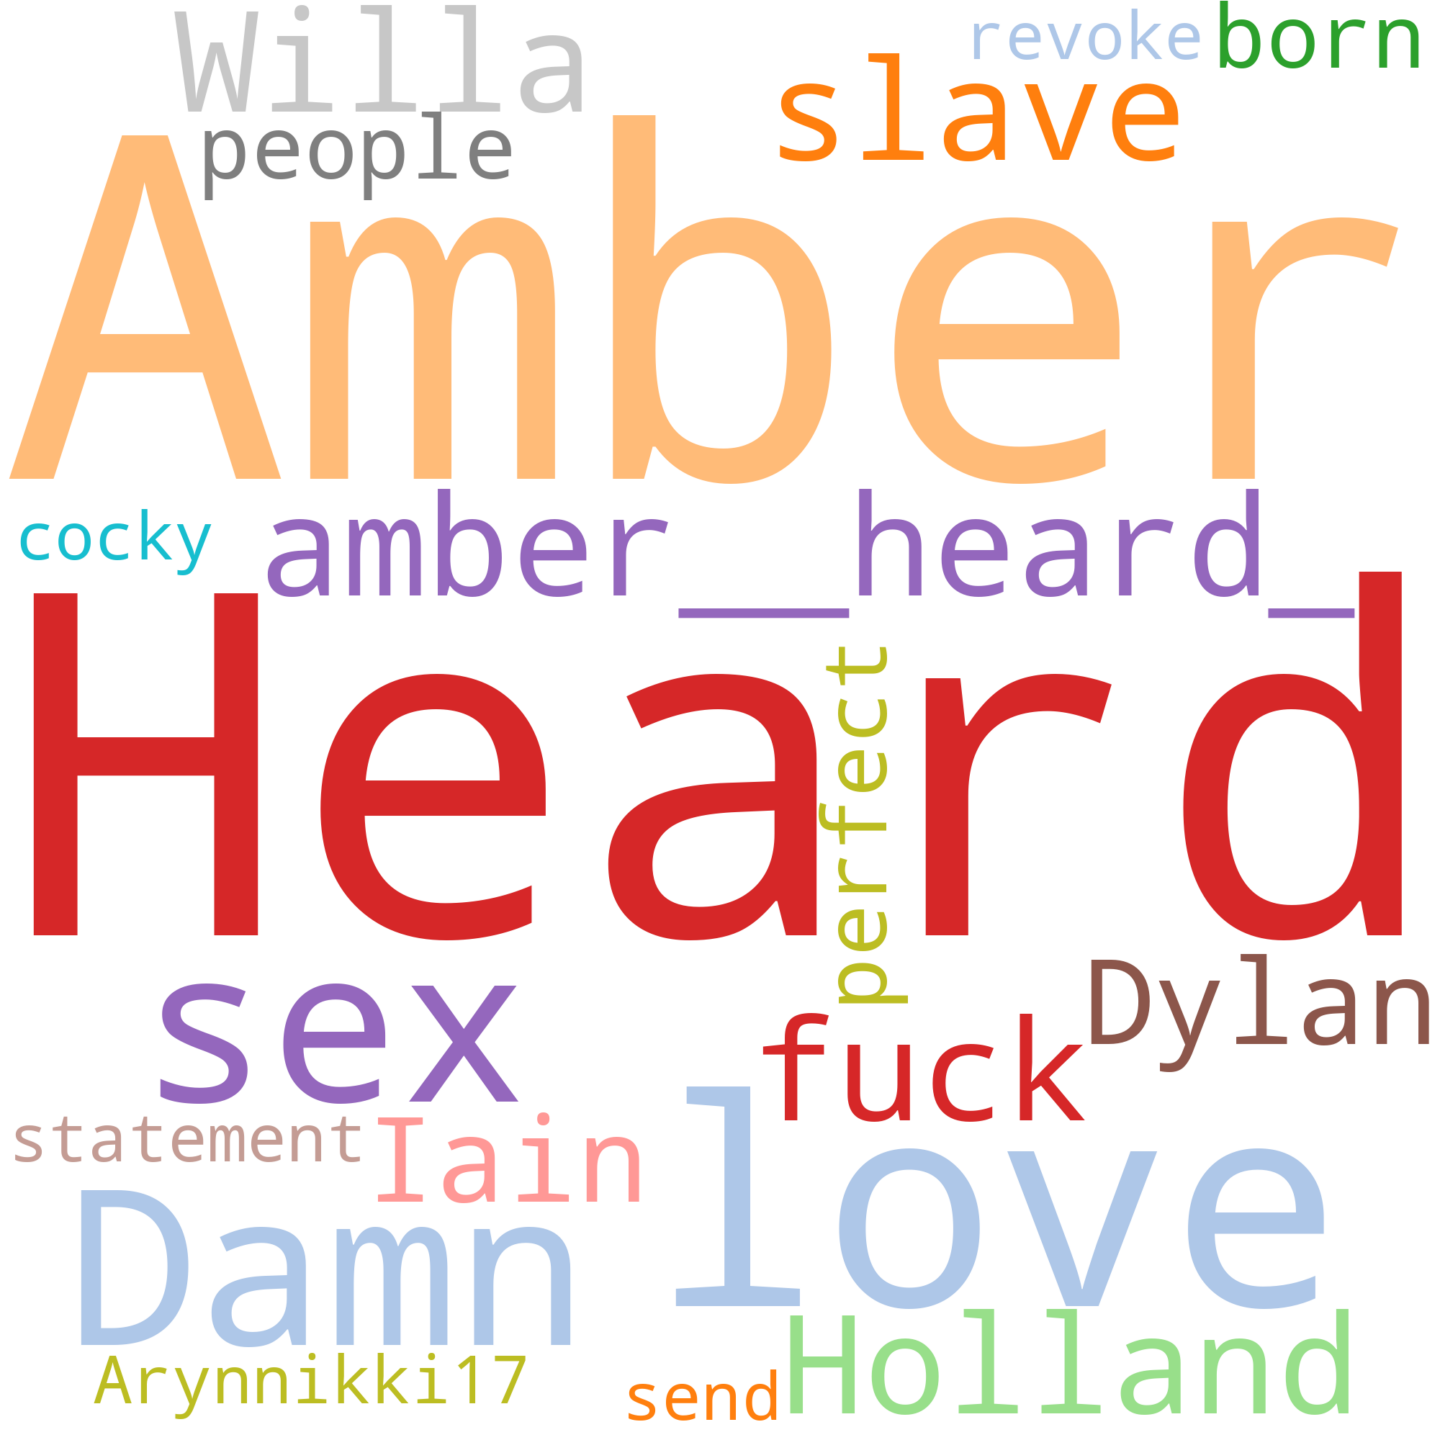 Willa
revoke
born
people
slave
Amber
cocky
amber__heard_
Heard
perfect
sex
Dylan
fuck
statement
Iain
love
Damn
Holland
Arynnikki17
send